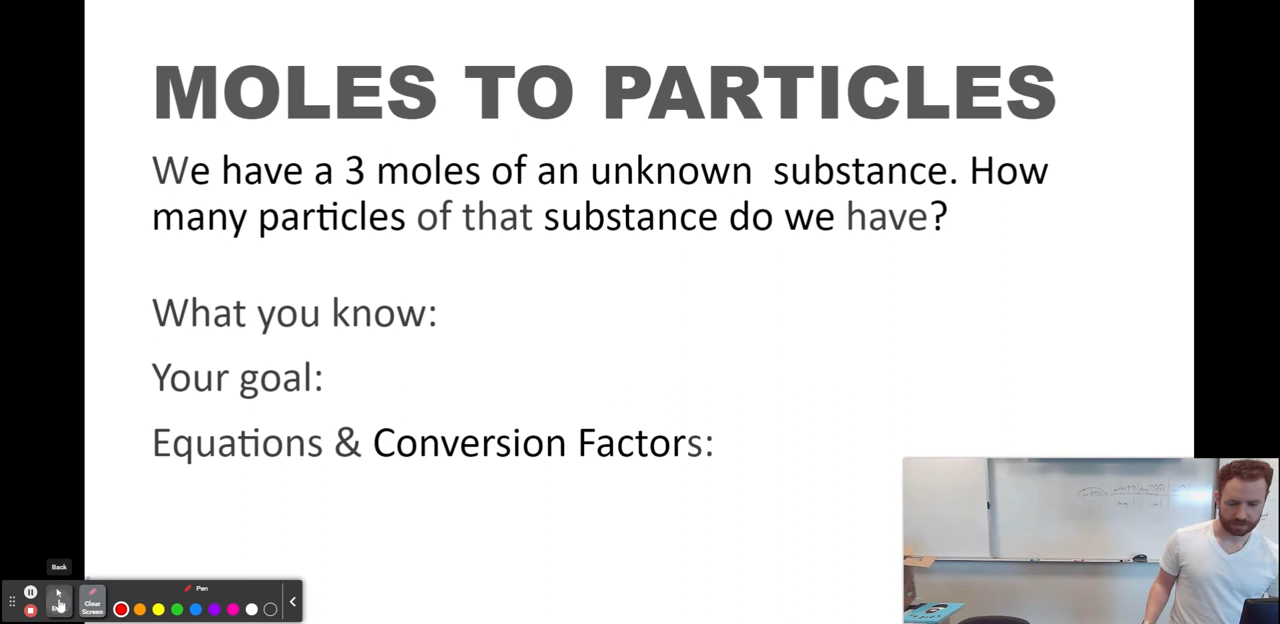 MOLES TO PARTICLES
We have a 3 moles of an unknown substance. How
many particles of that substance do we have?
What you know:
Your goal:
Equations & Conversion Factors:
Back
Pen
Clear
Screen